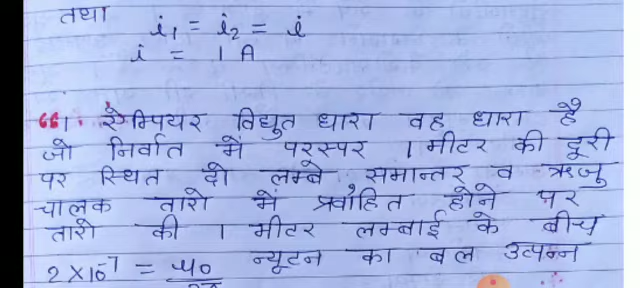 तथा
i₁ = i₂ = i
i = 1 A
“1. ऐम्पियर विद्युत धारा वह धारा है
जो निर्वात में परस्पर 1 मीटर की दूरी
पर स्थित दो लम्बे, समान्तर व ऋजु
चालक तारो में प्रवाहित होने पर
तारो की 1 मीटर लम्बाई के बीच
2×10⁻⁷ = μ0 न्यूटन का बल उत्पन्न